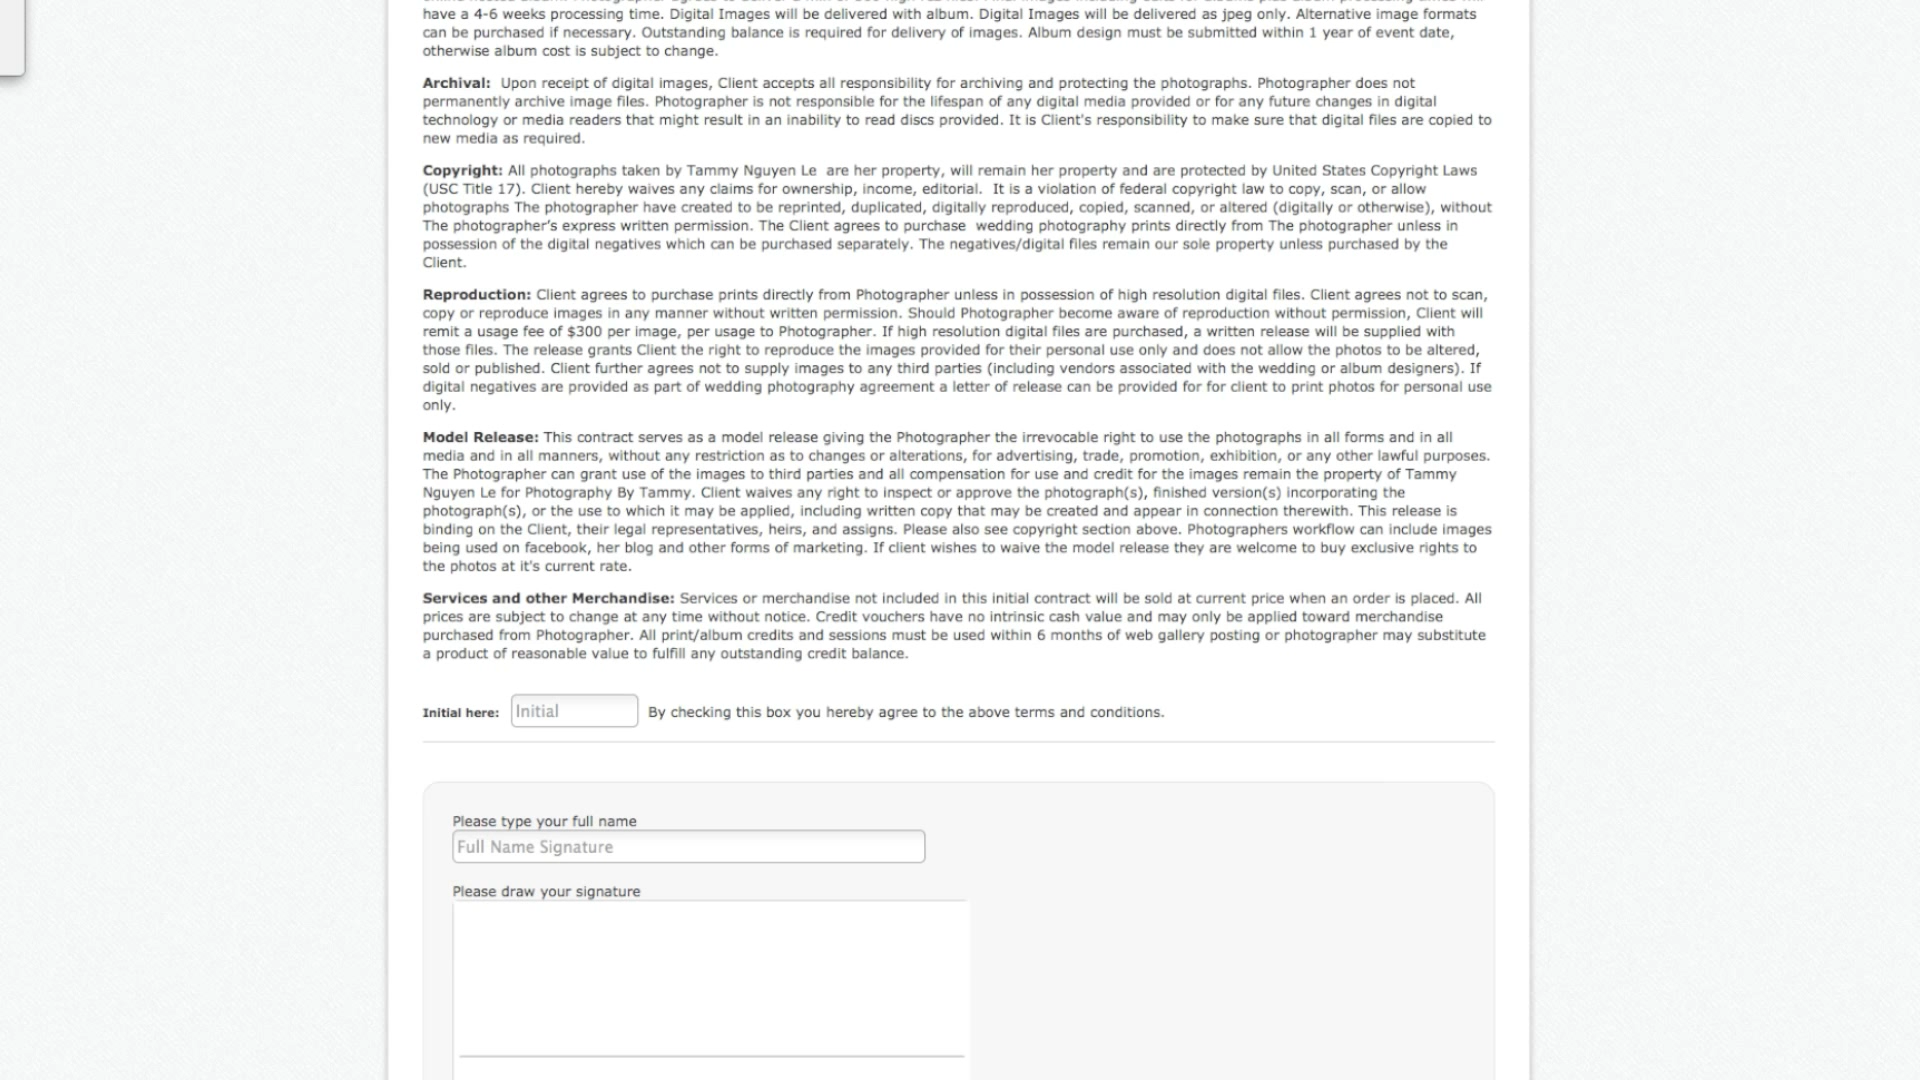 have a 4-6 weeks processing time. Digital Images will be delivered with album. Digital Images will be delivered as jpeg only. Alternative image formats
can be purchased if necessary. Outstanding balance is required for delivery of images. Album design must be submitted within 1 year of event date,
otherwise album cost is subject to change.
Archival:  Upon receipt of digital images, Client accepts all responsibility for archiving and protecting the photographs. Photographer does not
permanently archive image files. Photographer is not responsible for the lifespan of any digital media provided or for any future changes in digital
technology or media readers that might result in an inability to read discs provided. It is Client's responsibility to make sure that digital files are copied to
new media as required.
Copyright: All photographs taken by Tammy Nguyen Le  are her property, will remain her property and are protected by United States Copyright Laws
(USC Title 17). Client hereby waives any claims for ownership, income, editorial.  It is a violation of federal copyright law to copy, scan, or allow
photographs The photographer have created to be reprinted, duplicated, digitally reproduced, copied, scanned, or altered (digitally or otherwise), without
The photographer's express written permission. The Client agrees to purchase  wedding photography prints directly from The photographer unless in
possession of the digital negatives which can be purchased separately. The negatives/digital files remain our sole property unless purchased by the
Client.
Reproduction: Client agrees to purchase prints directly from Photographer unless in possession of high resolution digital files. Client agrees not to scan,
copy or reproduce images in any manner without written permission. Should Photographer become aware of reproduction without permission, Client will
remit a usage fee of $300 per image, per usage to Photographer. If high resolution digital files are purchased, a written release will be supplied with
those files. The release grants Client the right to reproduce the images provided for their personal use only and does not allow the photos to be altered,
sold or published. Client further agrees not to supply images to any third parties (including vendors associated with the wedding or album designers). If
digital negatives are provided as part of wedding photography agreement a letter of release can be provided for for client to print photos for personal use
only.
Model Release: This contract serves as a model release giving the Photographer the irrevocable right to use the photographs in all forms and in all
media and in all manners, without any restriction as to changes or alterations, for advertising, trade, promotion, exhibition, or any other lawful purposes.
The Photographer can grant use of the images to third parties and all compensation for use and credit for the images remain the property of Tammy
Nguyen Le for Photography By Tammy. Client waives any right to inspect or approve the photograph(s), finished version(s) incorporating the
photograph(s), or the use to which it may be applied, including written copy that may be created and appear in connection therewith. This release is
binding on the Client, their legal representatives, heirs, and assigns. Please also see copyright section above. Photographers workflow can include images
being used on facebook, her blog and other forms of marketing. If client wishes to waive the model release they are welcome to buy exclusive rights to
the photos at it's current rate.
Services and other Merchandise: Services or merchandise not included in this initial contract will be sold at current price when an order is placed. All
prices are subject to change at any time without notice. Credit vouchers have no intrinsic cash value and may only be applied toward merchandise
purchased from Photographer. All print/album credits and sessions must be used within 6 months of web gallery posting or photographer may substitute
a product of reasonable value to fulfill any outstanding credit balance.
Initial here: Initial By checking this box you hereby agree to the above terms and conditions.
Please type your full name
Full Name Signature
Please draw your signature